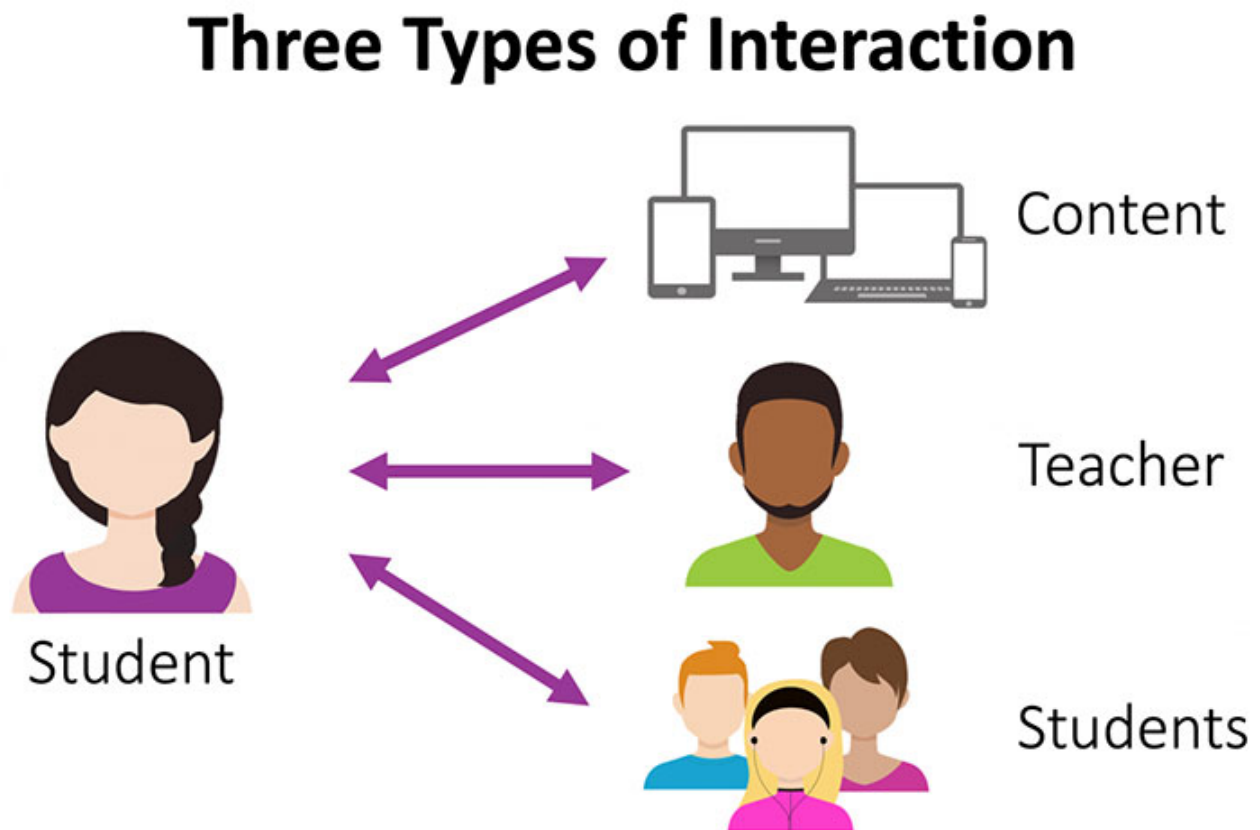 Three Types of Interaction
Content
Teacher
Student
Students